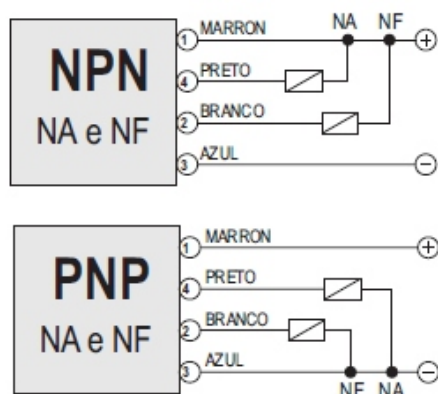 NPN
NA e NF
1 MARRON
4 PRETO
2 BRANCO
3 AZUL
NA NF
+
−
PNP
NA e NF
1 MARRON
4 PRETO
2 BRANCO
3 AZUL
+
−
NF NA